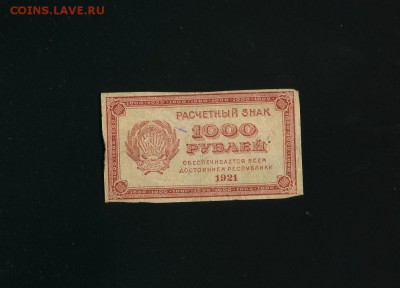 COINS.LAVE.RU
РАСЧЕТНЫЙ ЗНАК
1000
РУБЛЕЙ
ОБЕСПЕЧИВАЕТСЯ ВСЕМ
ДОСТОЯНИЕМ РЕСПУБЛИКИ
1921